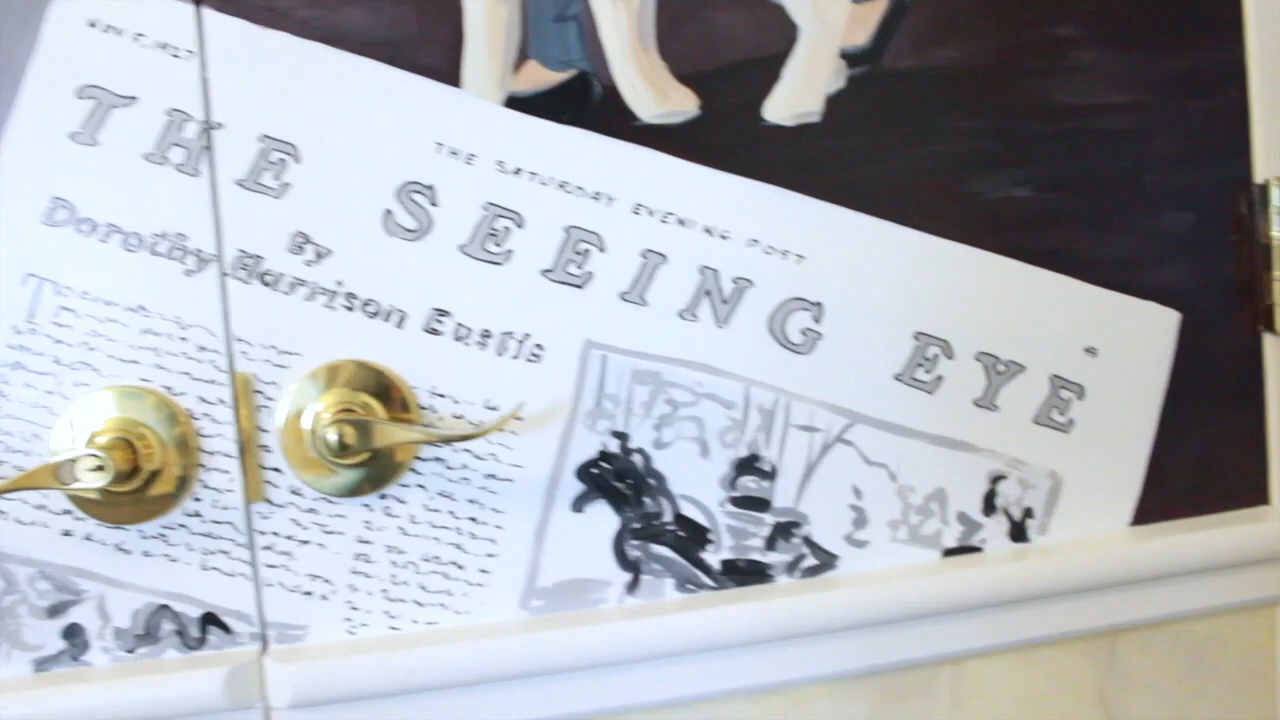 THE SATURDAY EVENING POST
THE SEEING EYE
By
Dorothy Harrison Eustis